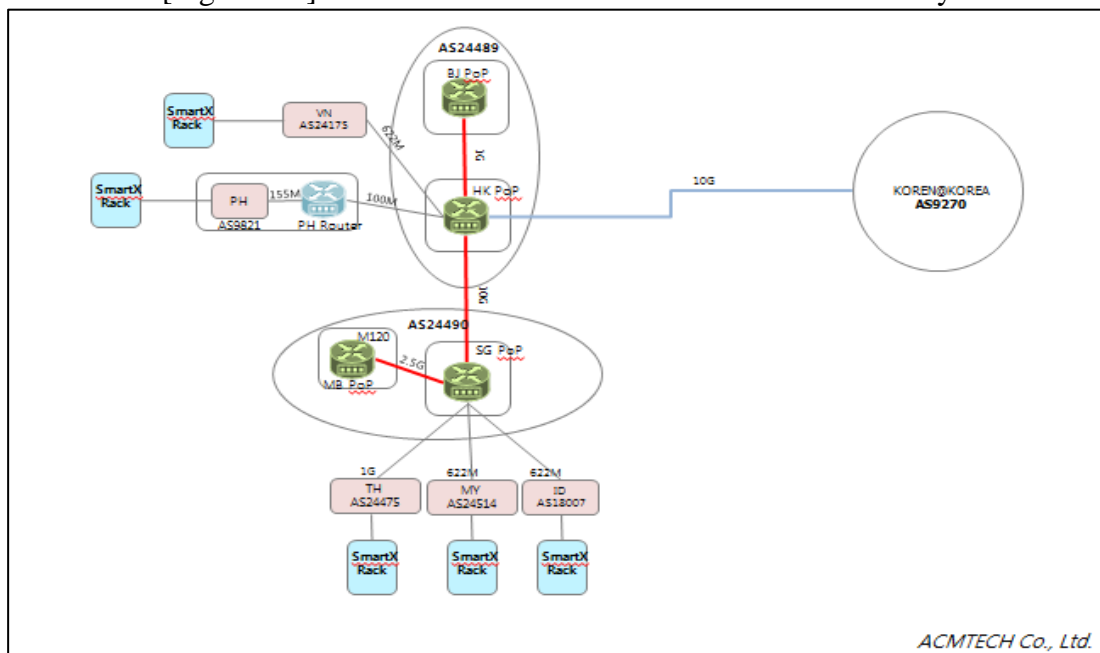 AS24489
BJ PoP
SmartX
Rack
VN
AS24175
622M
1G
SmartX
Rack
PH
155M
AS9821
PH Router
100M
HK PoP
10G
KOREN@KOREA
AS9270
AS24490
M120
MB PoP
2.5G
SG PoP
1G
TH
AS24475
622M
MY
AS24514
622M
ID
AS18007
SmartX
Rack
SmartX
Rack
SmartX
Rack
ACMTECH Co., Ltd.